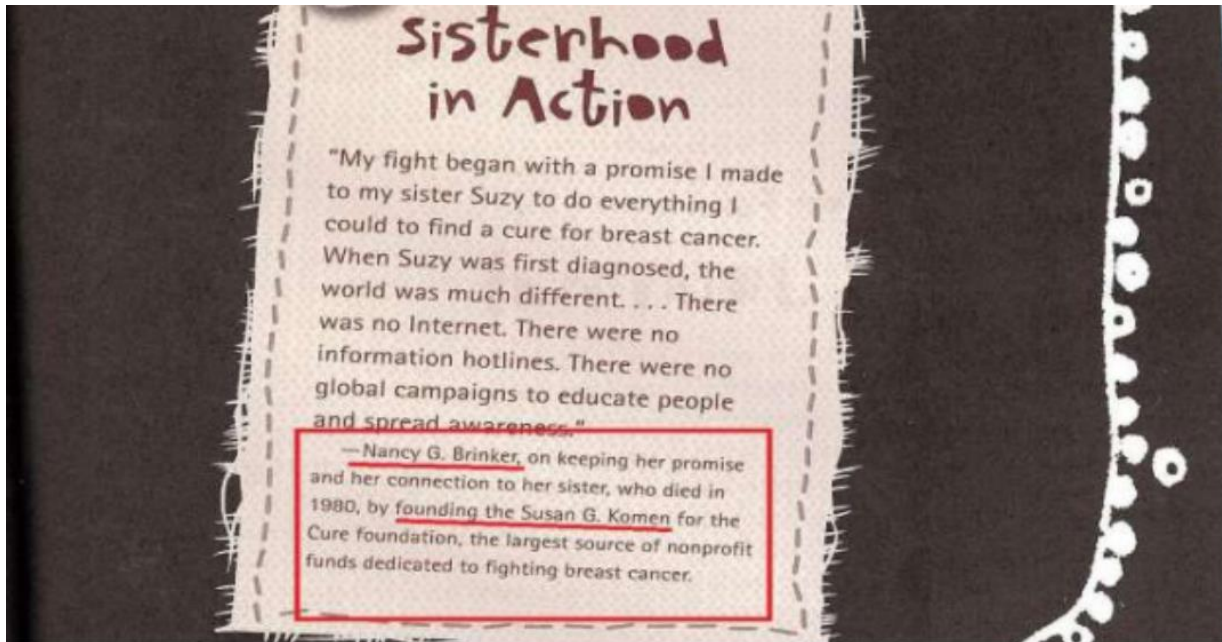 sisterhood
in Action
"My fight began with a promise I made
to my sister Suzy to do everything I
could to find a cure for breast cancer.
When Suzy was first diagnosed, the
world was much different. . . . There
was no Internet. There were no
information hotlines. There were no
global campaigns to educate people
and spread awareness."
—Nancy G. Brinker, on keeping her promise
and her connection to her sister, who died in
1980, by founding the Susan G. Komen for the
Cure foundation, the largest source of nonprofit
funds dedicated to fighting breast cancer.